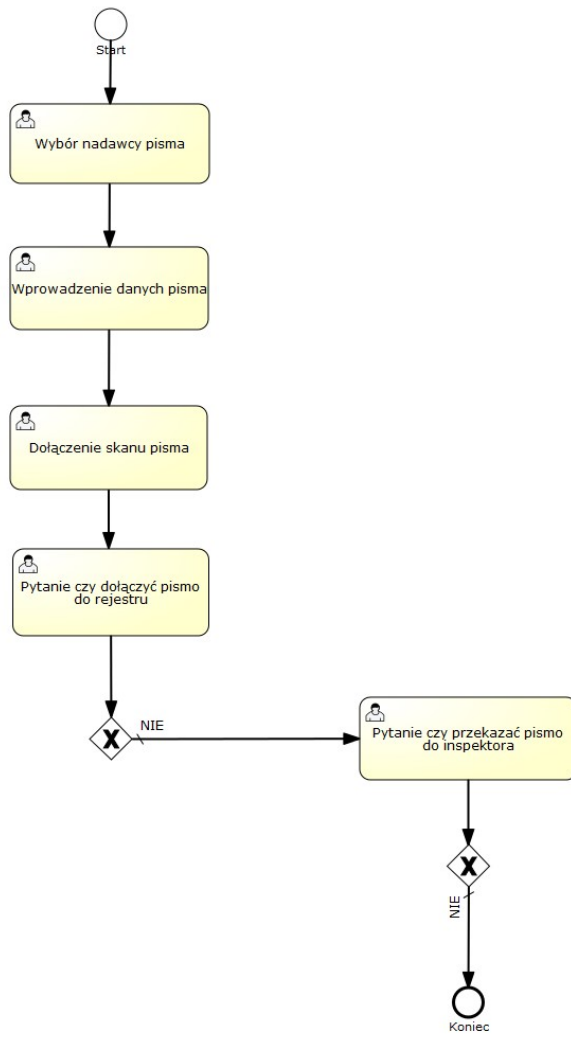 Start
Wybór nadawcy pisma
Wprowadzenie danych pisma
Dołączenie skanu pisma
Pytanie czy dołączyć pismo
do rejestru
NIE
Pytanie czy przekazać pismo
do inspektora
NIE
Koniec